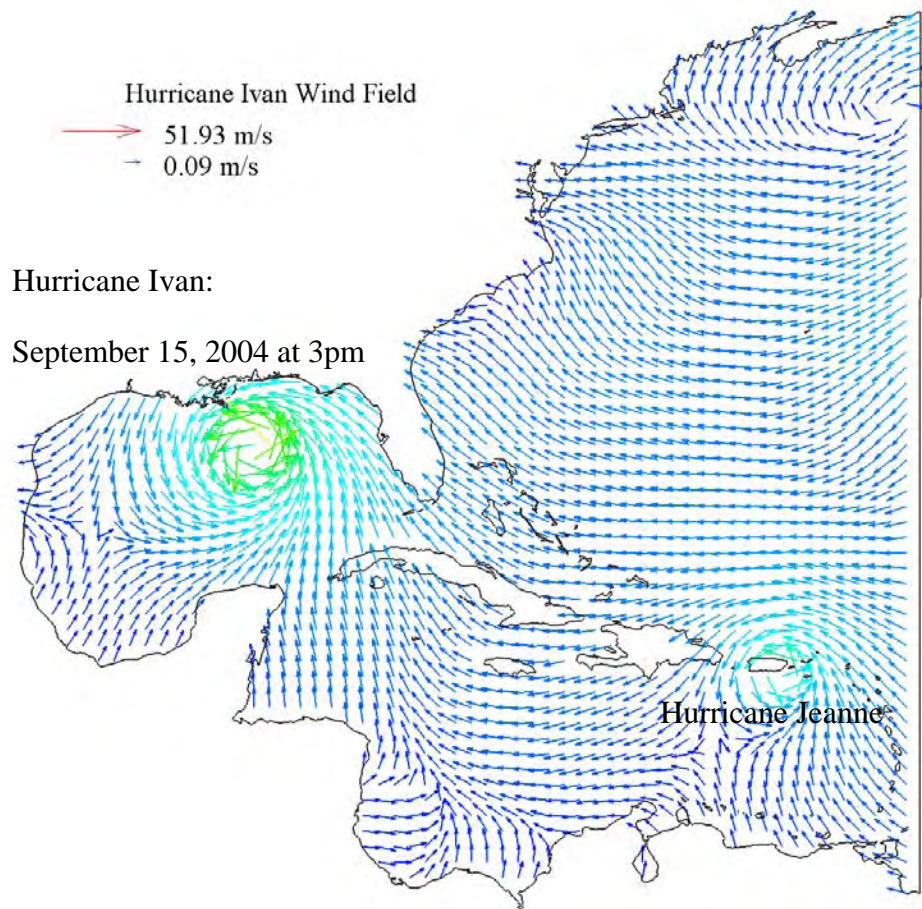 Hurricane Ivan Wind Field
51.93 m/s
0.09 m/s
Hurricane Ivan:
September 15, 2004 at 3pm
Hurricane Jeanne